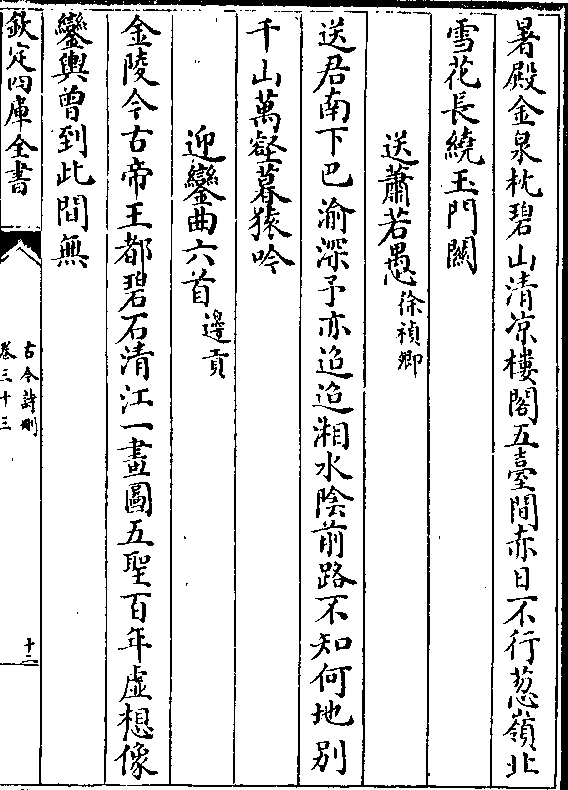 暑殿金泉枕碧山清凉樓閣五臺間赤日不行葱嶺北
雪花長繞玉門闗
送蕭若愚徐禎卿
送君南下巴渝深予亦迢迢湘水隂前路不知何地别
千山萬壑暮猿吟
迎鑾曲六首邊貢
金陵今古帝王都碧石清江一畫圖五聖百年虚想像
鑾輿曾到此間無
欽定四庫全書
古今詩刪
卷三十三
十二